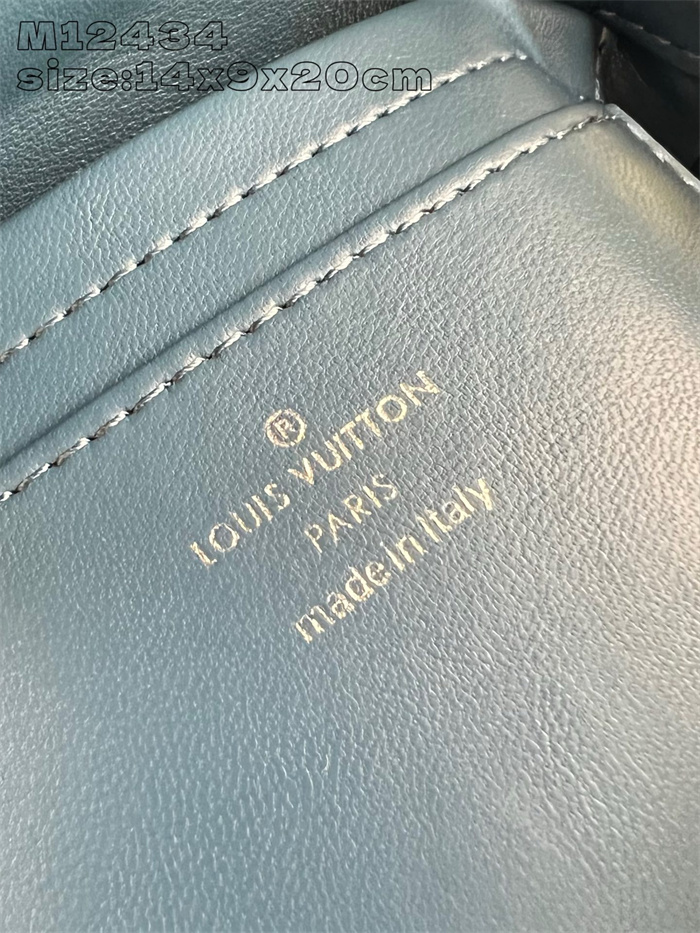 M12434
size:14x9x20cm
®
LOUIS VUITTON
PARIS
made in Italy